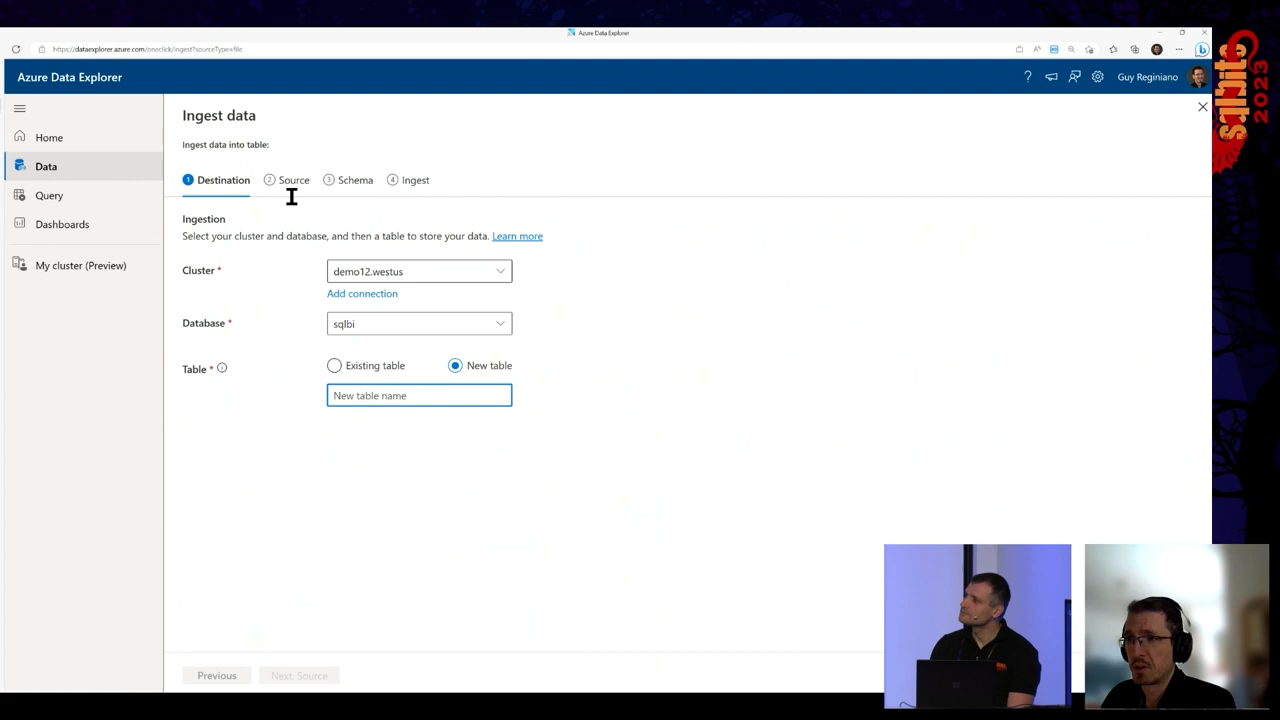 Azure Data Explorer
https://dataexplorer.azure.com/oneclick/ingest?sourceType=file
Azure Data Explorer
Guy Reginiano
sqlbits
2023
Home
Data
Query
Dashboards
My cluster (Preview)
Ingest data
Ingest data into table:
1 Destination
2 Source
3 Schema
4 Ingest
Ingestion
Select your cluster and database, and then a table to store your data. Learn more
Cluster *
demo12.westus
Add connection
Database *
sqlbi
Table *
Existing table
New table
New table name
Previous
Next: Source